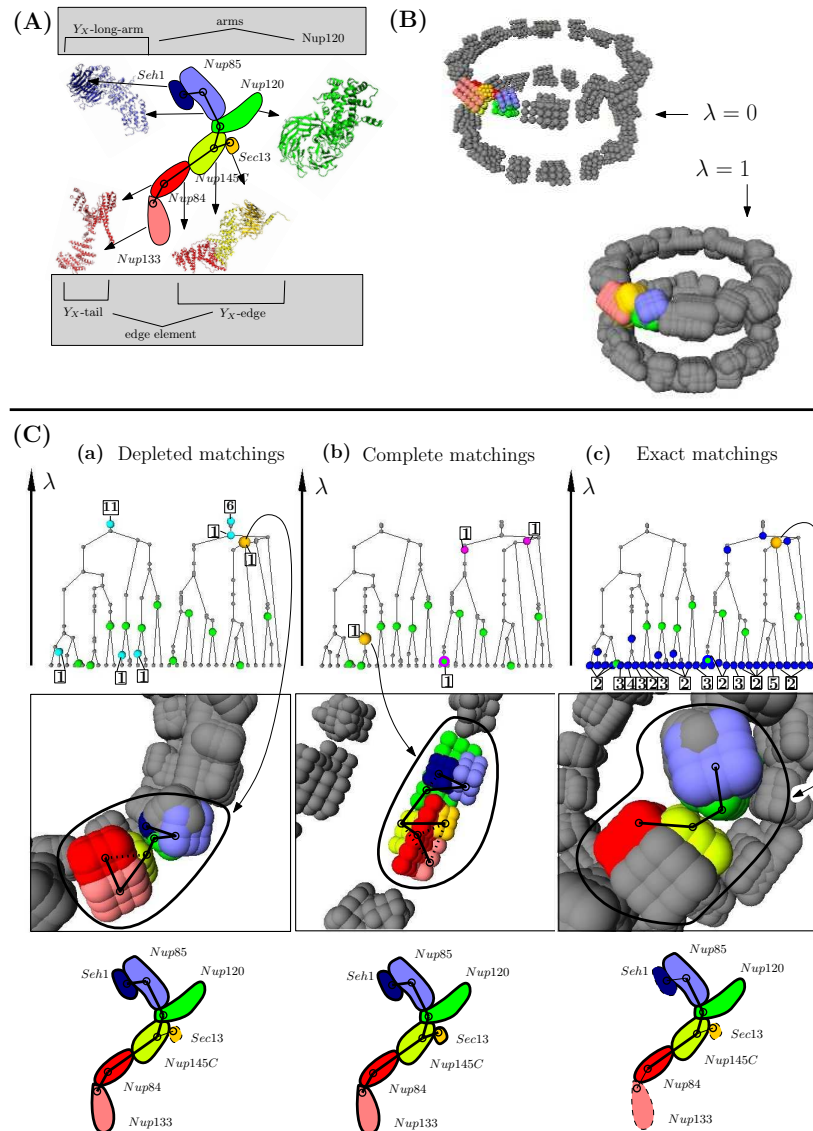 (A)
arms
Y_X-long-arm
Nup120
Nup85
Seh1
Nup120
Sec13
Nup145C
Nup84
Nup133
Y_X-tail
Y_X-edge
edge element
(B)
λ = 0
λ = 1
(C)
(a) Depleted matchings
(b) Complete matchings
(c) Exact matchings
λ
11
6
1
1
1
1
1
λ
1
1
1
1
λ
2
3
4
3
2
3
2
3
2
3
2
5
2
Nup85
Seh1
Nup120
Sec13
Nup145C
Nup84
Nup133
Nup85
Seh1
Nup120
Sec13
Nup145C
Nup84
Nup133
Nup85
Seh1
Nup120
Sec13
Nup145C
Nup84
Nup133